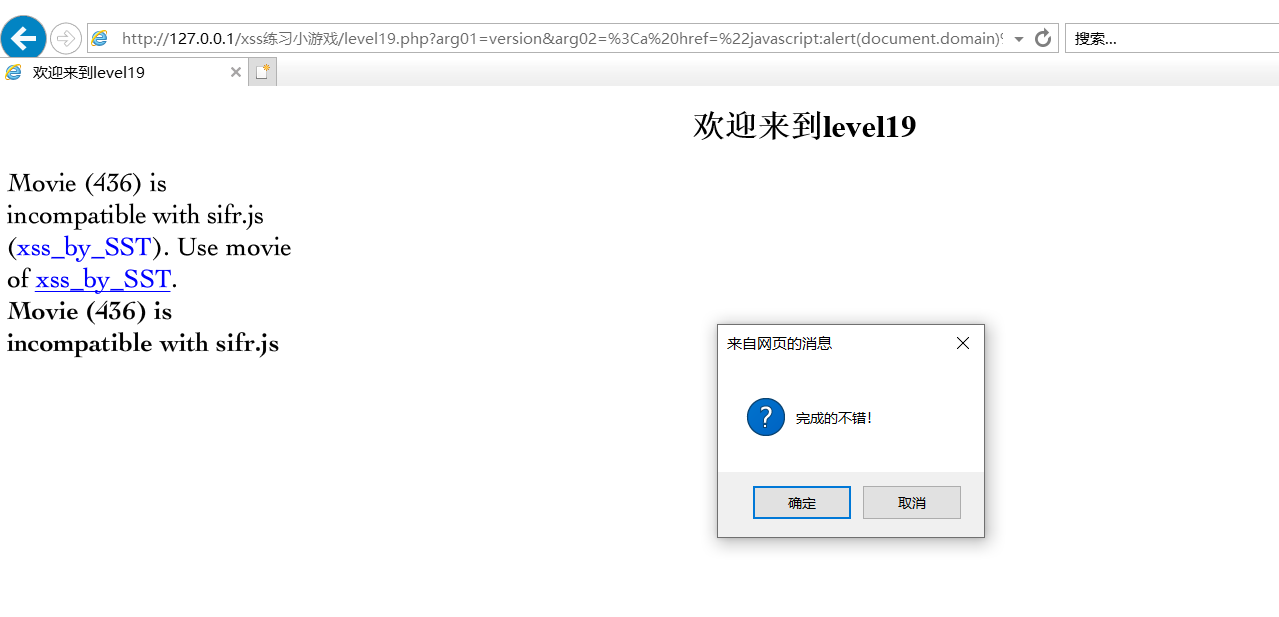 http://127.0.0.1/xss练习小游戏/level19.php?arg01=version&arg02=%3Ca%20href=%22javascript:alert(document.domain)%
搜索...
欢迎来到level19
欢迎来到level19
Movie (436) is
incompatible with sifr.js
(xss_by_SST). Use movie
of xss_by_SST.
Movie (436) is
incompatible with sifr.js
来自网页的消息
完成的不错!
确定
取消